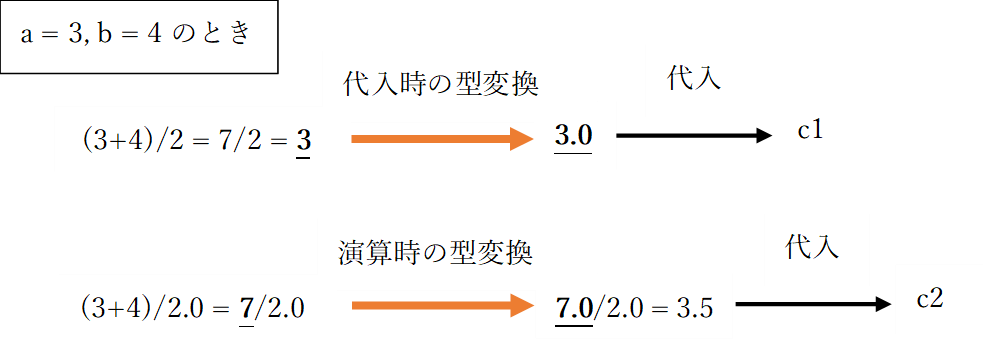 a = 3, b = 4 のとき
代入時の型変換
代入
(3+4)/2 = 7/2 = 3
3.0
c1
演算時の型変換
代入
(3+4)/2.0 = 7/2.0
7.0/2.0 = 3.5
c2